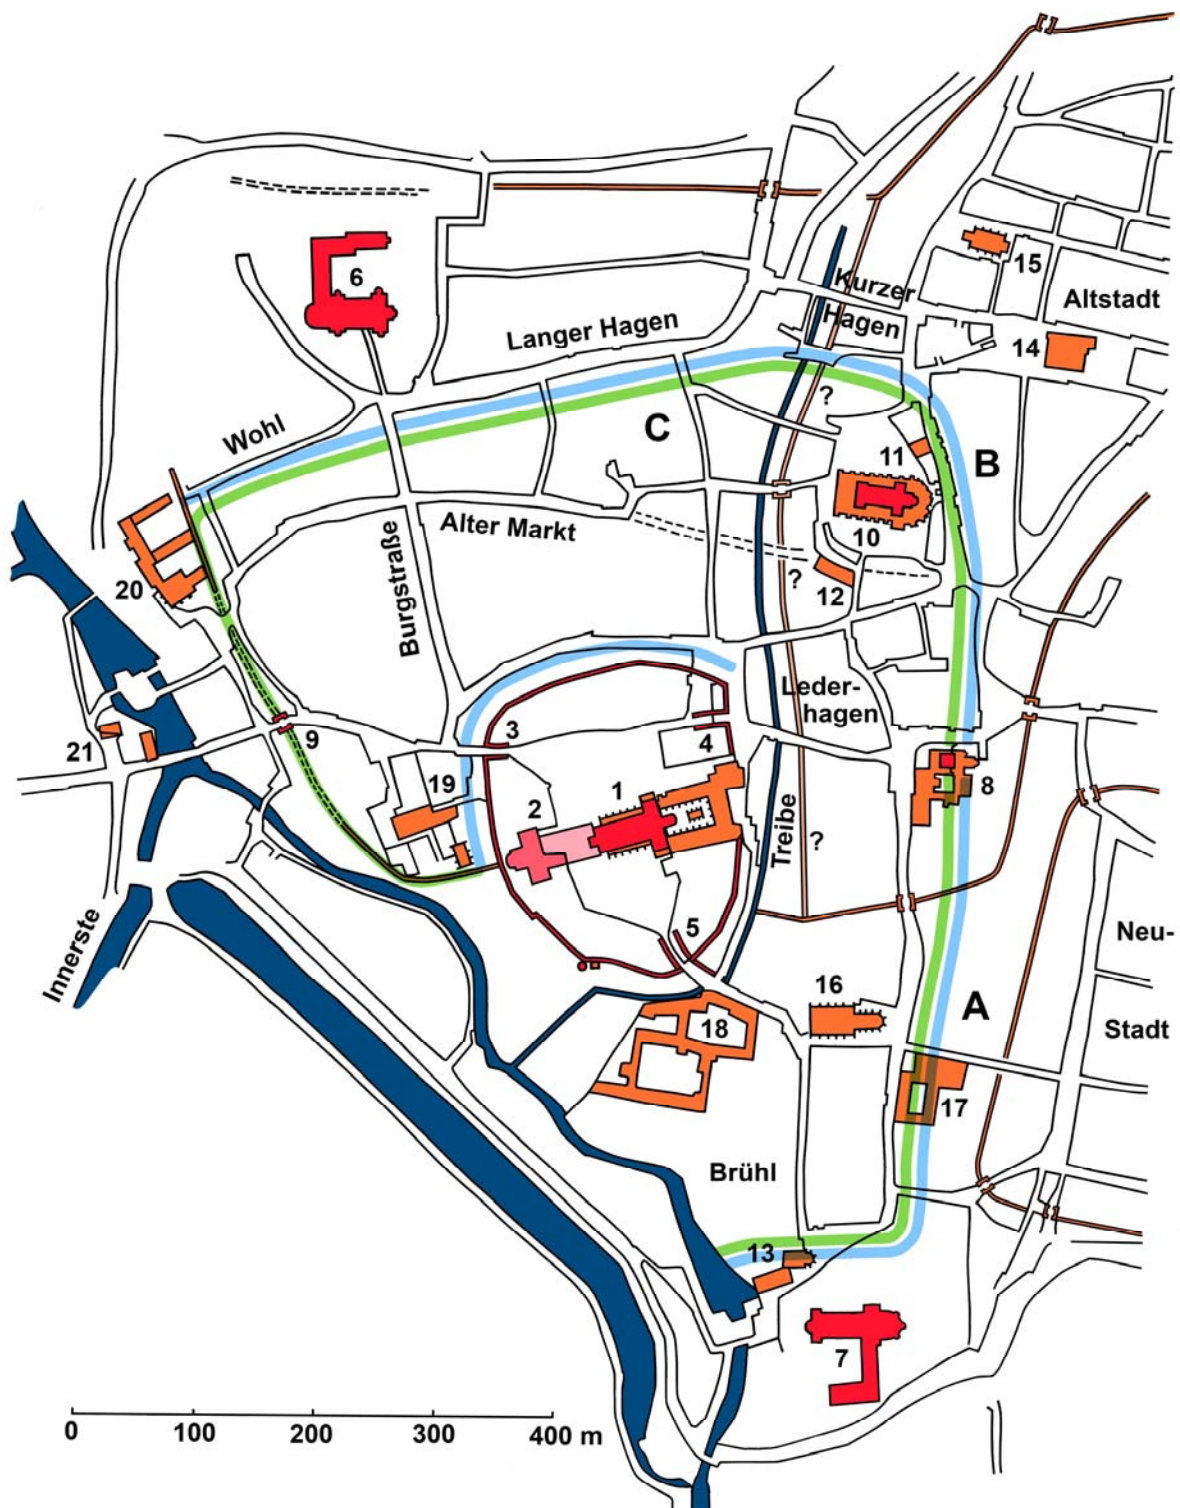 6
Kurzer
Hagen
15
Altstadt
14
Langer Hagen
?
C
Wohl
11
B
10
Alter Markt
Burgstraße
?
12
20
Leder-
hagen
3
4
9
21
19
1
2
8
Treibe
?
5
Innerste
16
A
Neu-
Stadt
18
17
Brühl
13
7
0 100 200 300 400 m